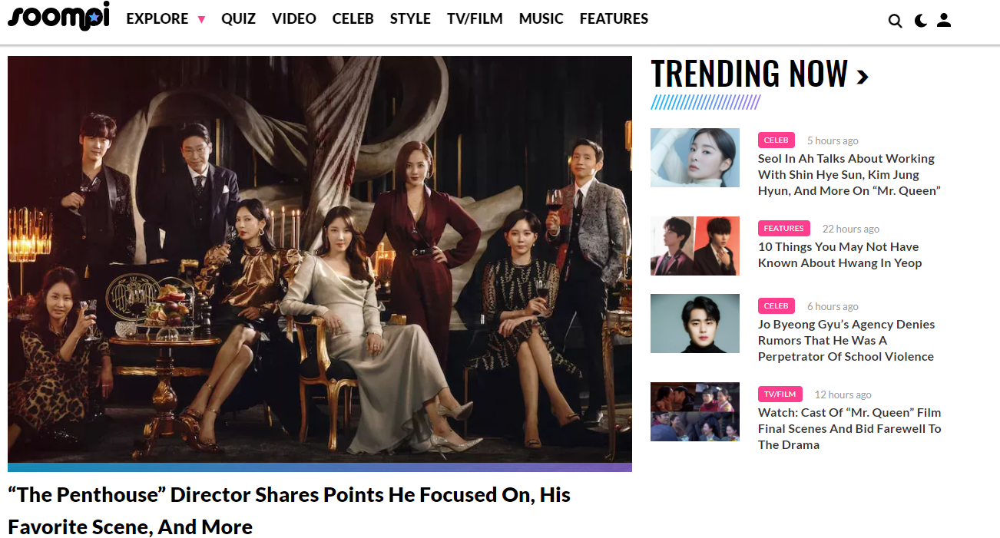 soompi
EXPLORE ▼ QUIZ VIDEO CELEB STYLE TV/FILM MUSIC FEATURES
TRENDING NOW ›
CELEB 5 hours ago
Seol In Ah Talks About Working
With Shin Hye Sun, Kim Jung
Hyun, And More On “Mr. Queen”
FEATURES 22 hours ago
10 Things You May Not Have
Known About Hwang In Yeop
CELEB 6 hours ago
Jo Byeong Gyu’s Agency Denies
Rumors That He Was A
Perpetrator Of School Violence
TV/FILM 12 hours ago
Watch: Cast Of “Mr. Queen” Film
Final Scenes And Bid Farewell To
The Drama
“The Penthouse” Director Shares Points He Focused On, His
Favorite Scene, And More